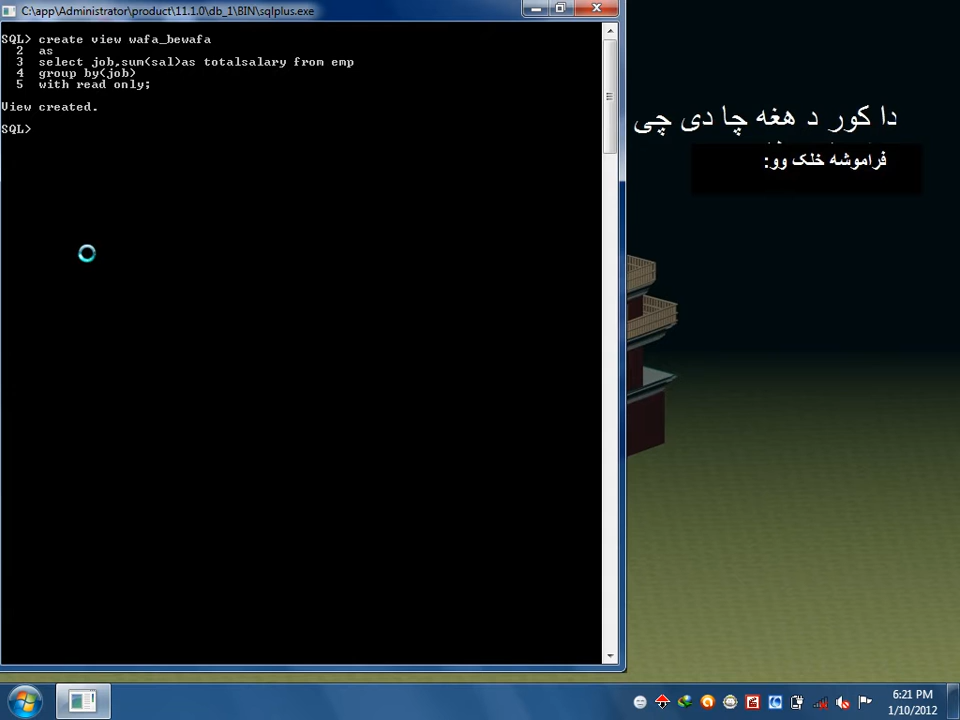 C:\app\Administrator\product\11.1.0\db_1\BIN\sqlplus.exe
SQL> create view wafa_bewafa
2 as
3 select job,sum(sal)as totalsalary from emp
4 group by(job)
5 with read only;
View created.
SQL>
دا کور د هغه چا دی چی
فراموشه خلک وو:
6:21 PM
1/10/2012